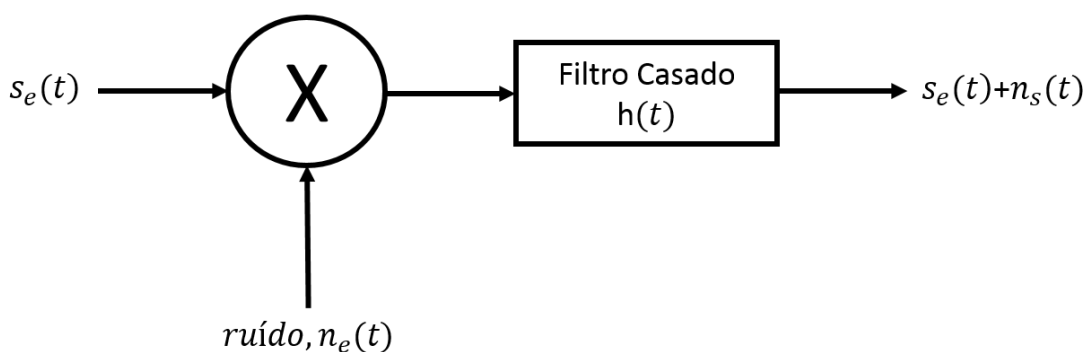 s_e(t)
X
Filtro Casado
h(t)
s_e(t)+n_s(t)
ruído, n_e(t)